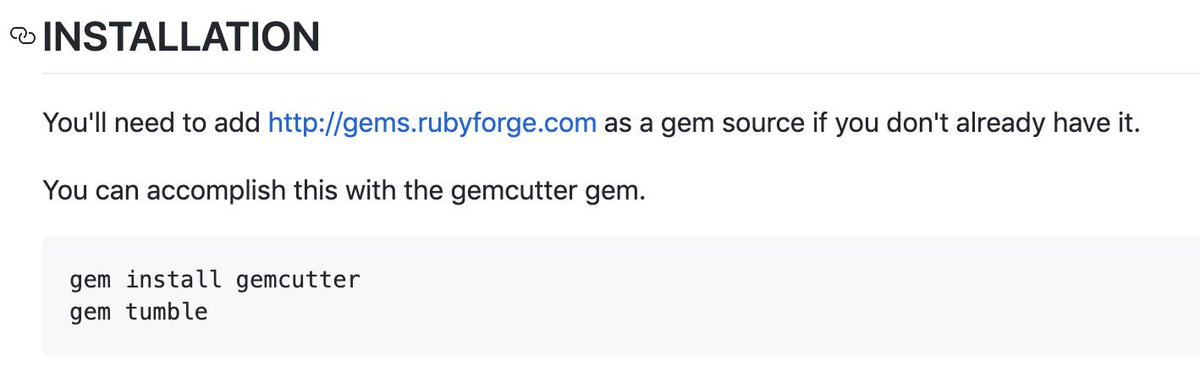 INSTALLATION
You'll need to add http://gems.rubyforge.com as a gem source if you don't already have it.
You can accomplish this with the gemcutter gem.
gem install gemcutter
gem tumble